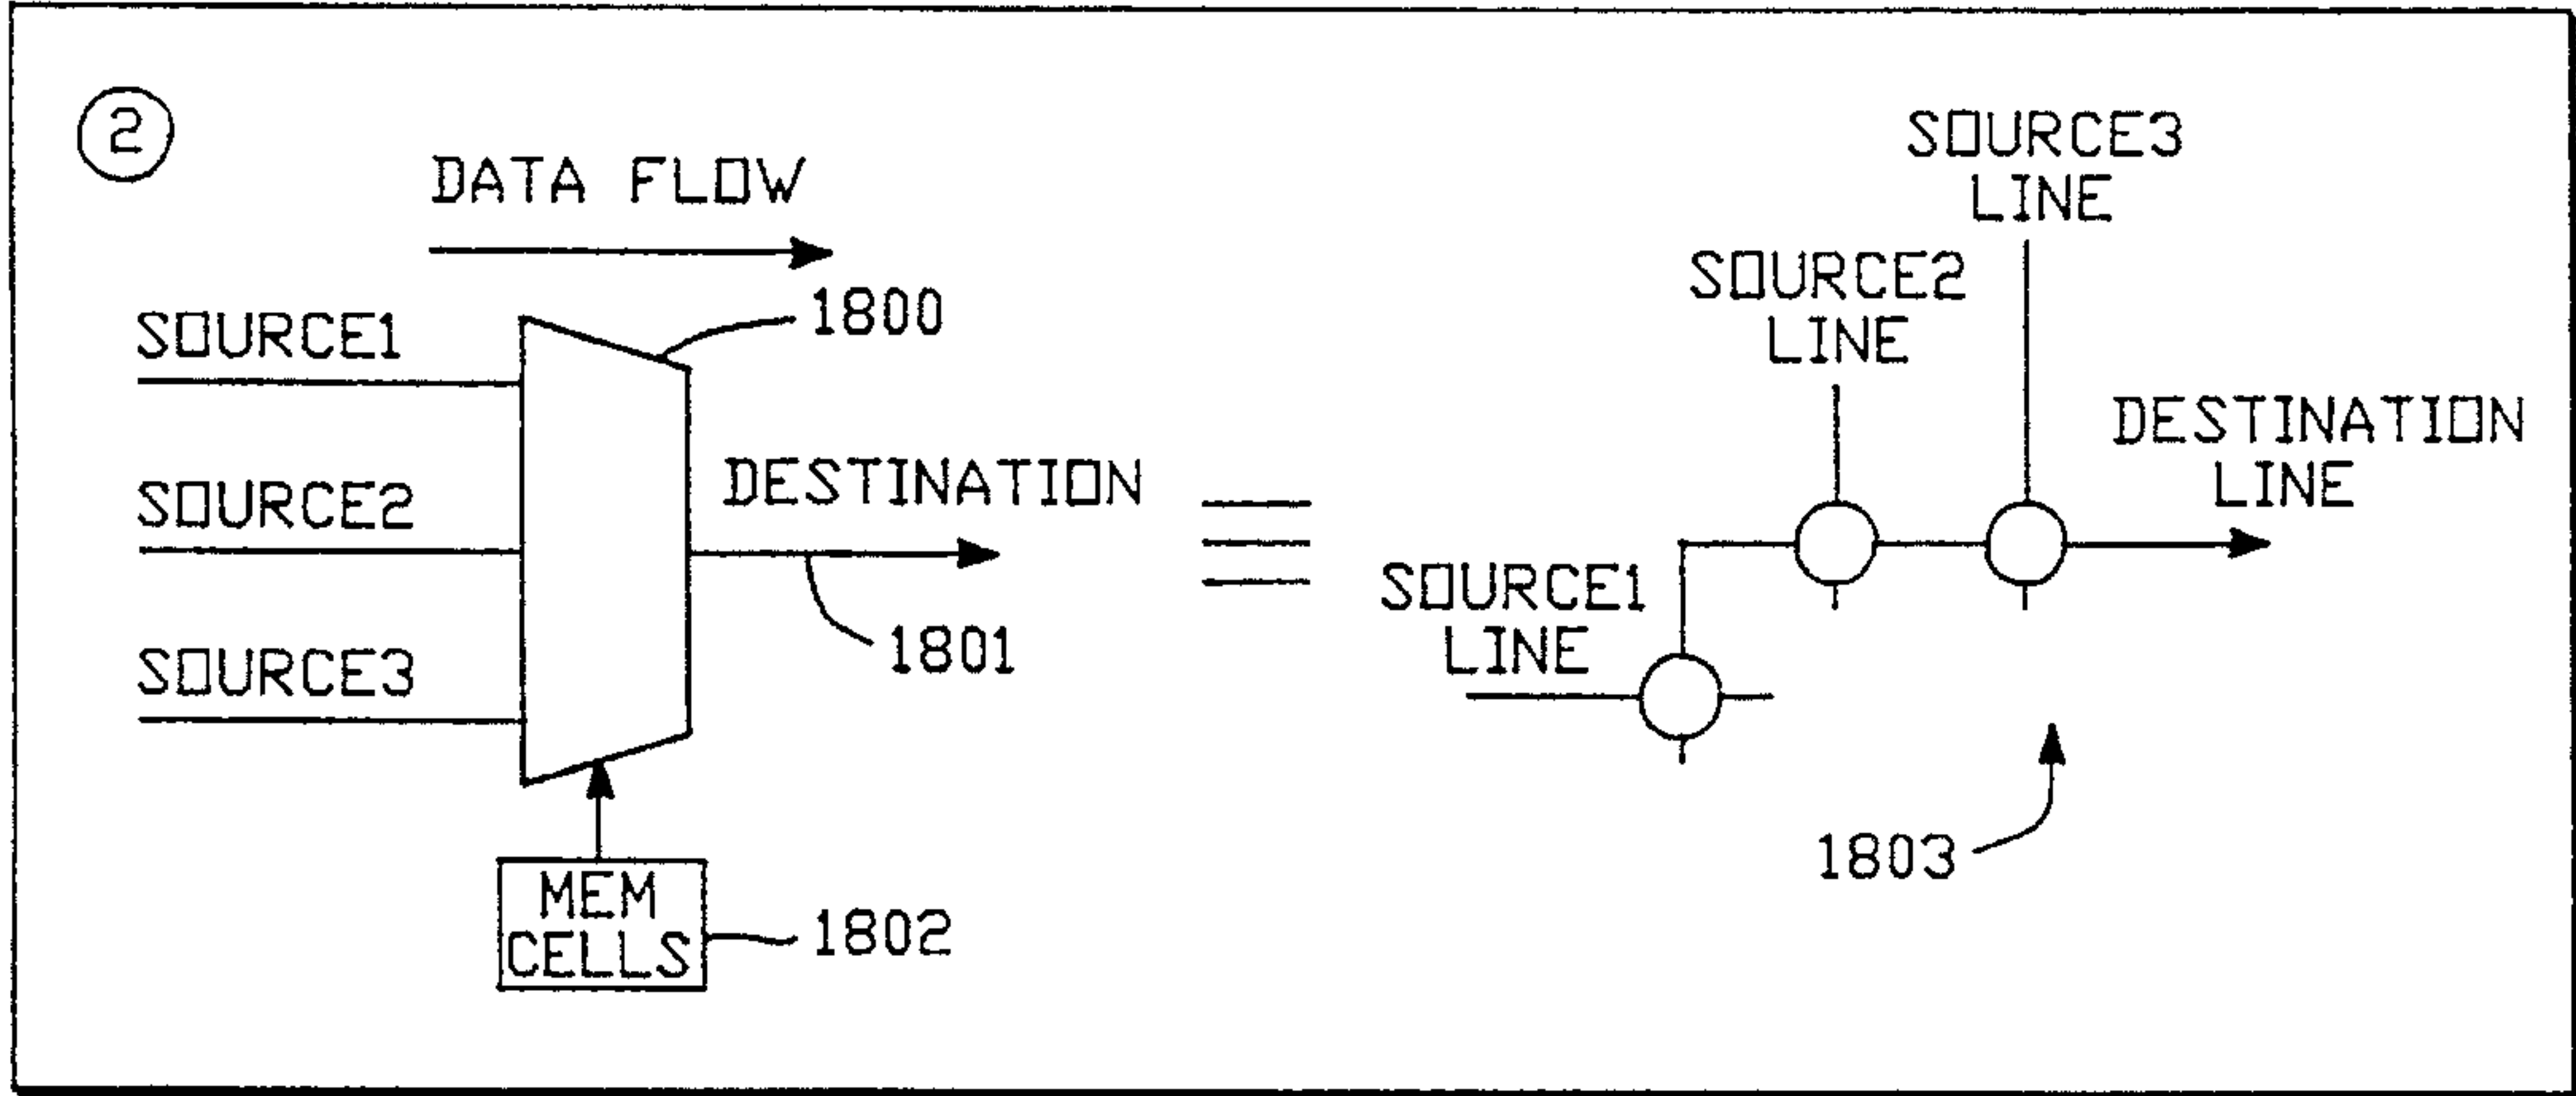 2
DATA FLOW
1800
SOURCE1
SOURCE2
SOURCE3
DESTINATION
1801
MEM
CELLS
1802
SOURCE3
LINE
SOURCE2
LINE
DESTINATION
LINE
SOURCE1
LINE
1803